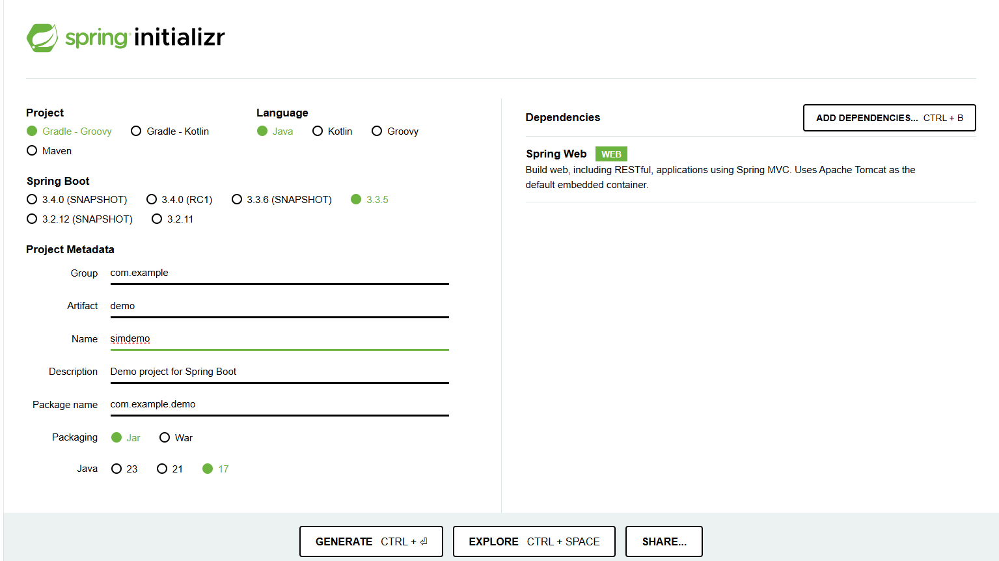 spring initializr
Project
Gradle - Groovy Gradle - Kotlin
Maven
Language
Java Kotlin Groovy
Spring Boot
3.4.0 (SNAPSHOT) 3.4.0 (RC1) 3.3.6 (SNAPSHOT) 3.3.5
3.2.12 (SNAPSHOT) 3.2.11
Project Metadata
Group com.example
Artifact demo
Name simdemo
Description Demo project for Spring Boot
Package name com.example.demo
Packaging Jar War
Java 23 21 17
Dependencies
ADD DEPENDENCIES... CTRL + B
Spring Web WEB
Build web, including RESTful, applications using Spring MVC. Uses Apache Tomcat as the
default embedded container.
GENERATE CTRL + ⏎
EXPLORE CTRL + SPACE
SHARE...